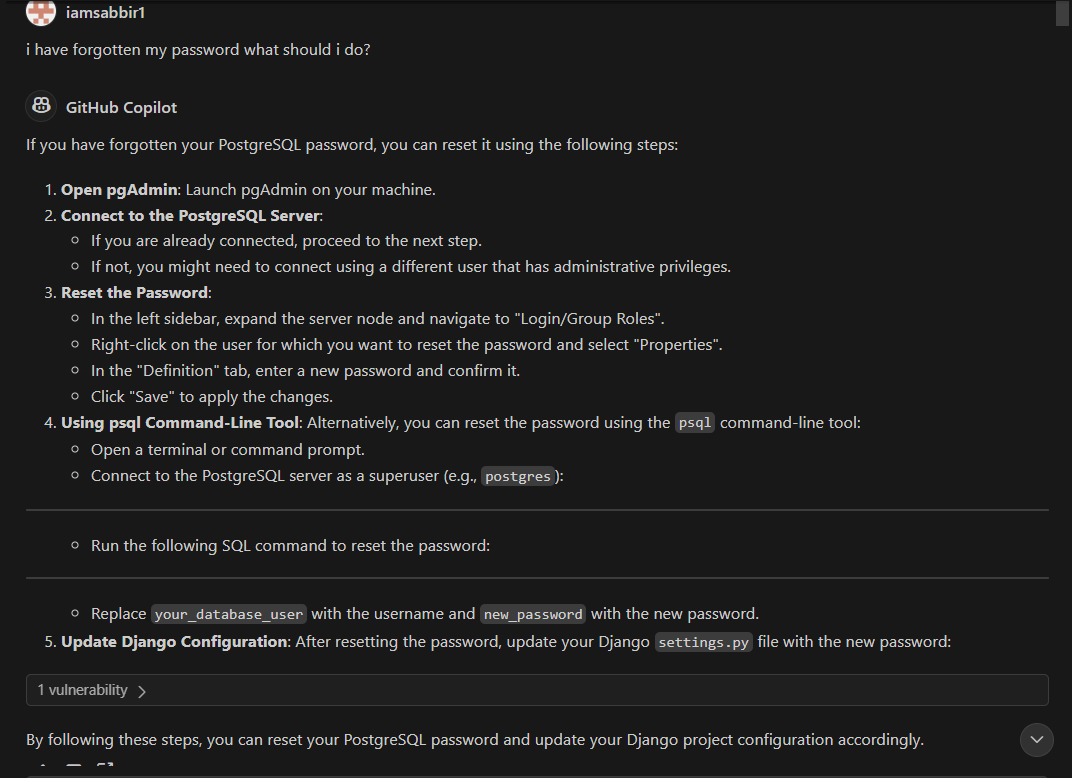 iamsabbir1
i have forgotten my password what should i do?
GitHub Copilot
If you have forgotten your PostgreSQL password, you can reset it using the following steps:
1. Open pgAdmin: Launch pgAdmin on your machine.
2. Connect to the PostgreSQL Server:
If you are already connected, proceed to the next step.
If not, you might need to connect using a different user that has administrative privileges.
3. Reset the Password:
In the left sidebar, expand the server node and navigate to "Login/Group Roles".
Right-click on the user for which you want to reset the password and select "Properties".
In the "Definition" tab, enter a new password and confirm it.
Click "Save" to apply the changes.
4. Using psql Command-Line Tool: Alternatively, you can reset the password using the psql command-line tool:
Open a terminal or command prompt.
Connect to the PostgreSQL server as a superuser (e.g., postgres):
Run the following SQL command to reset the password:
Replace your_database_user with the username and new_password with the new password.
5. Update Django Configuration: After resetting the password, update your Django settings.py file with the new password:
1 vulnerability
By following these steps, you can reset your PostgreSQL password and update your Django project configuration accordingly.